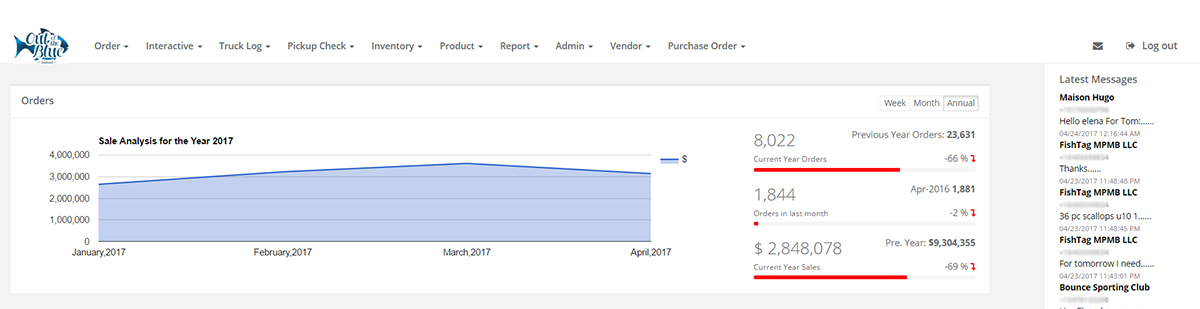 Out of the Blue
Order Interactive Truck Log Pickup Check Inventory Product Report Admin Vendor Purchase Order Log out
Orders
Week Month Annual
Sale Analysis for the Year 2017
4,000,000
3,000,000
2,000,000
1,000,000
0
January,2017 February,2017 March,2017 April,2017
$
8,022
Previous Year Orders: 23,631
Current Year Orders
-66 %
1,844
Apr-2016 1,881
Orders in last month
-2 %
$ 2,848,078
Pre. Year: $9,304,355
Current Year Sales
-69 %
Latest Messages
Maison Hugo
Hello elena For Tom:......
04/24/2017 12:16:44 AM
FishTag MPMB LLC
Thanks......
04/23/2017 11:48:48 PM
FishTag MPMB LLC
36 pc scallops u10 1......
04/23/2017 11:48:45 PM
FishTag MPMB LLC
For tomorrow I need......
04/23/2017 11:43:01 PM
Bounce Sporting Club